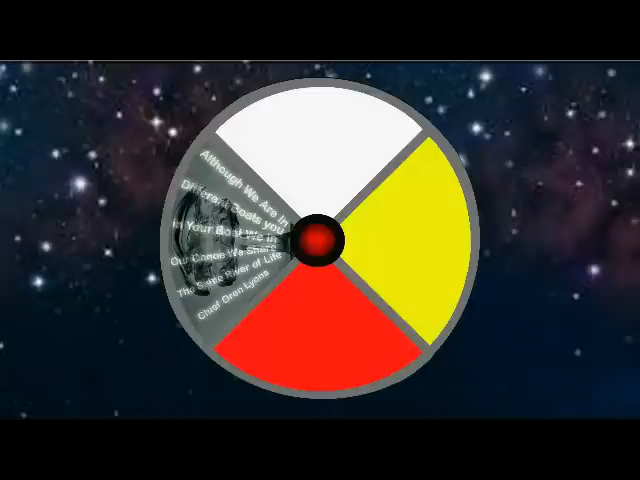 Although We Are In
Different Boats you
In Your Boat We In
Our Canoe We Share
The Same River of Life
Chief Oren Lyons